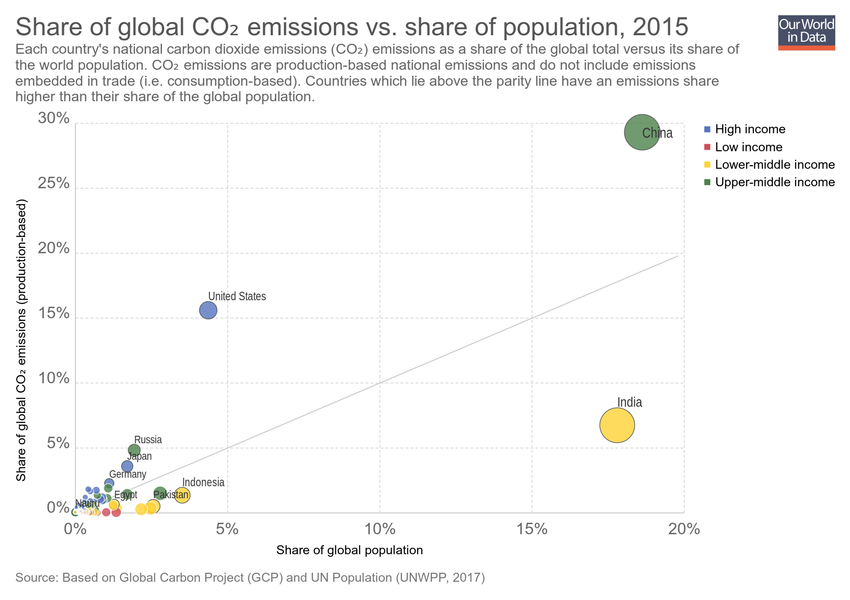 Share of global CO₂ emissions vs. share of population, 2015
Our World
in Data
Each country's national carbon dioxide emissions (CO₂) emissions as a share of the global total versus its share of
the world population. CO₂ emissions are production-based national emissions and do not include emissions
embedded in trade (i.e. consumption-based). Countries which lie above the parity line have an emissions share
higher than their share of the global population.
30%
25%
20%
15%
10%
5%
0%
Share of global CO₂ emissions (production-based)
China
United States
India
Russia
Japan
Germany
Indonesia
Egypt
Pakistan
0%
5%
10%
15%
20%
Share of global population
High income
Low income
Lower-middle income
Upper-middle income
Source: Based on Global Carbon Project (GCP) and UN Population (UNWPP, 2017)